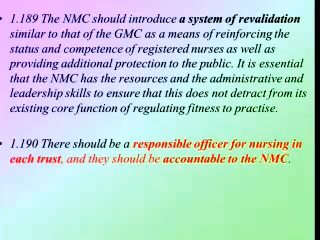 • 1.189 The NMC should introduce a system of revalidation
similar to that of the GMC as a means of reinforcing the
status and competence of registered nurses as well as
providing additional protection to the public. It is essential
that the NMC has the resources and the administrative and
leadership skills to ensure that this does not detract from its
existing core function of regulating fitness to practise.
• 1.190 There should be a responsible officer for nursing in
each trust, and they should be accountable to the NMC.